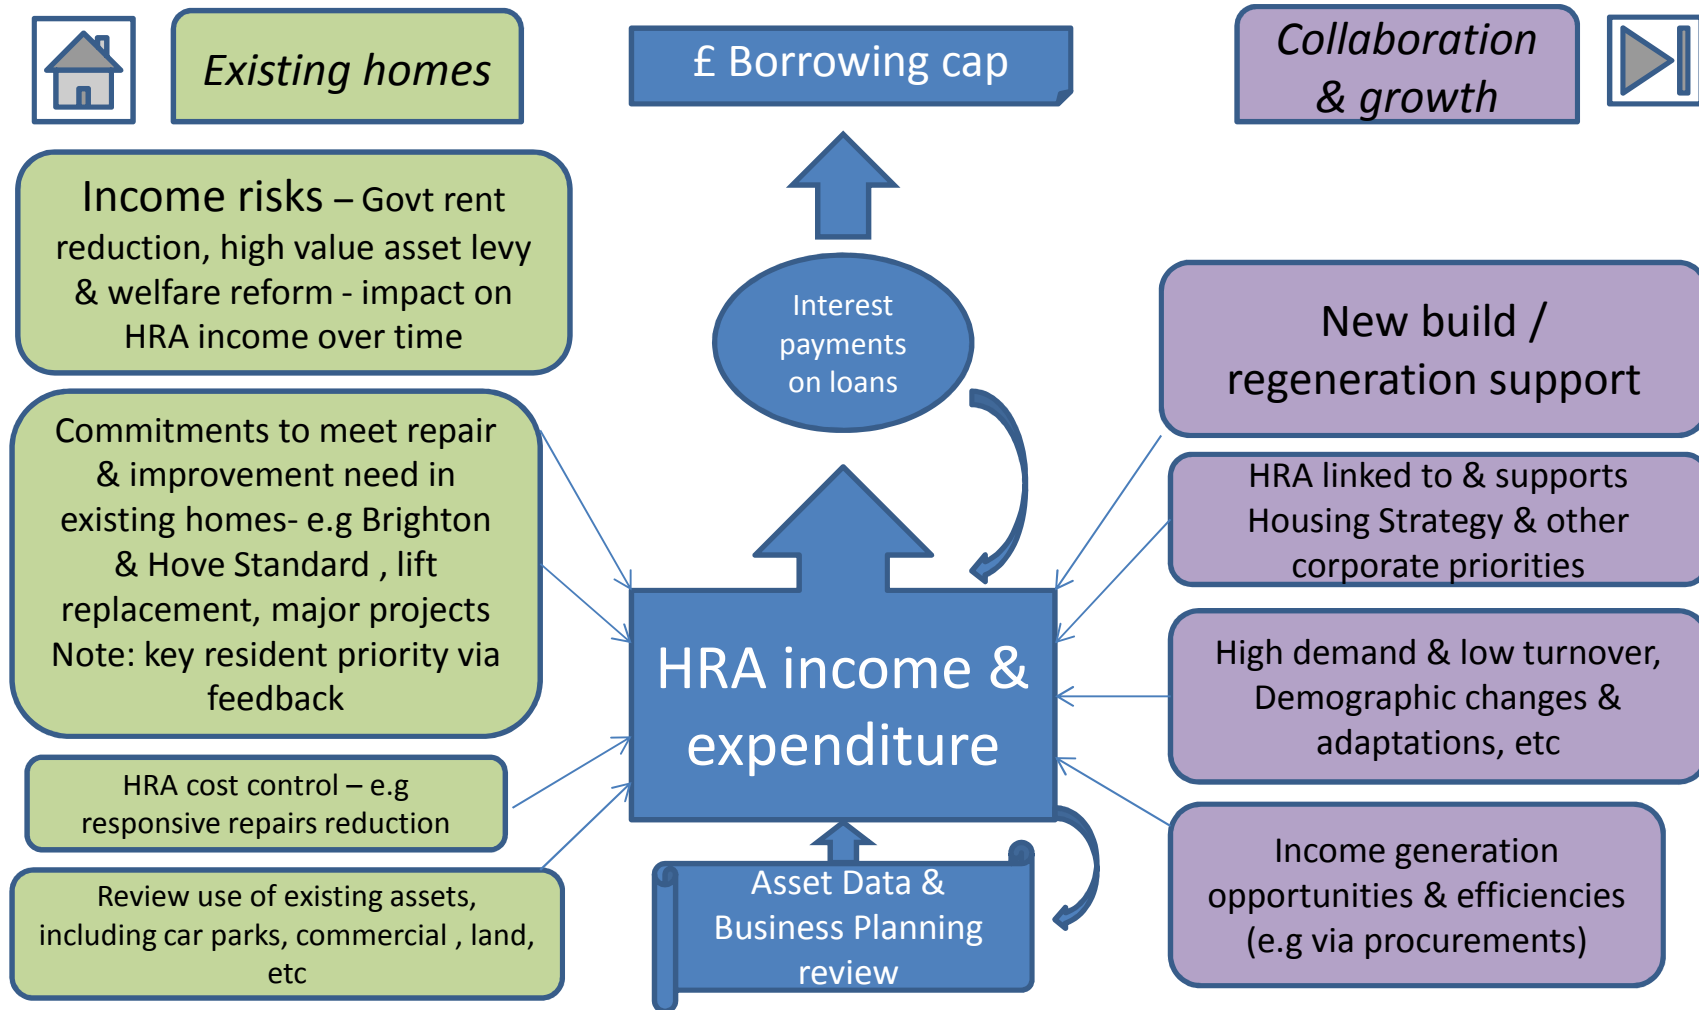 Existing homes
£ Borrowing cap
Collaboration
& growth
Income risks – Govt rent
reduction, high value asset levy
& welfare reform - impact on
HRA income over time
Commitments to meet repair
& improvement need in
existing homes- e.g Brighton
& Hove Standard , lift
replacement, major projects
Note: key resident priority via
feedback
HRA cost control – e.g
responsive repairs reduction
Review use of existing assets,
including car parks, commercial , land,
etc
Interest
payments
on loans
HRA income &
expenditure
Asset Data &
Business Planning
review
New build /
regeneration support
HRA linked to & supports
Housing Strategy & other
corporate priorities
High demand & low turnover,
Demographic changes &
adaptations, etc
Income generation
opportunities & efficiencies
(e.g via procurements)